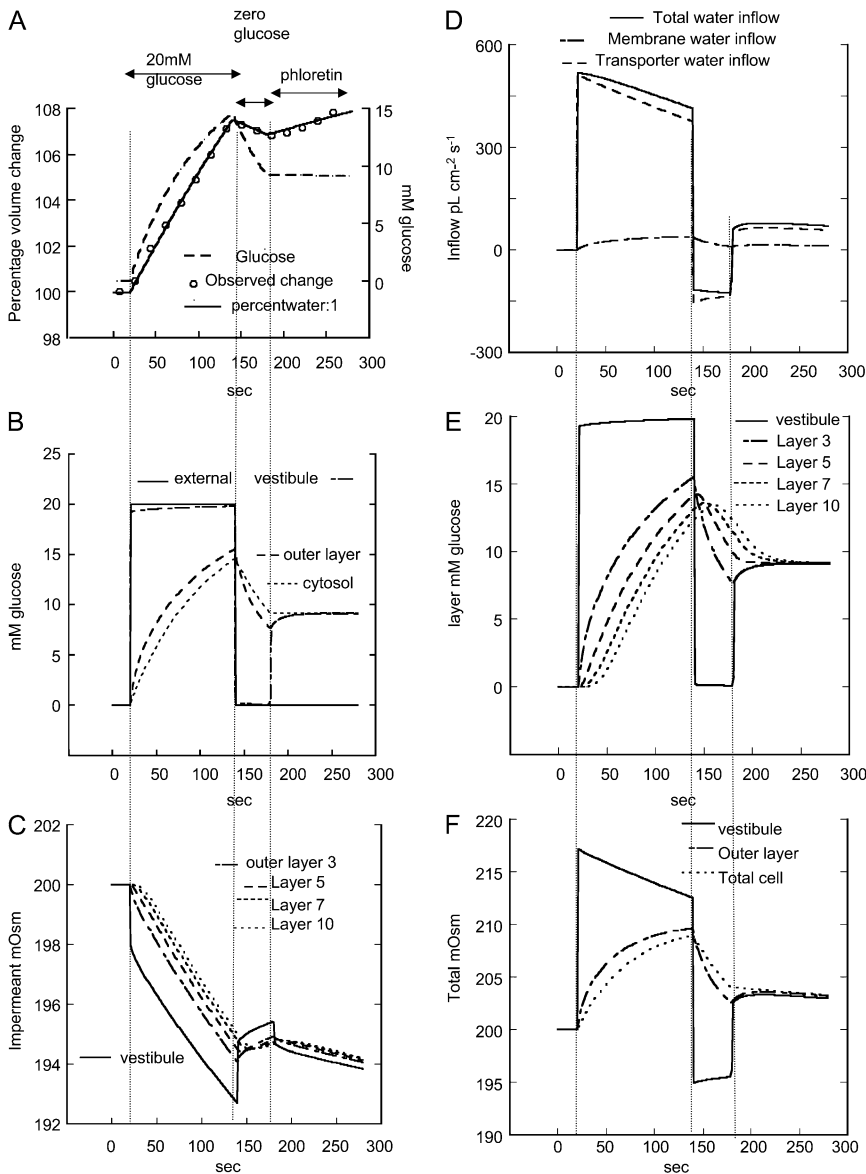 A
zero
glucose
20mM
glucose
phloretin
108
106
104
102
100
98
Percentage volume change
15
10
5
0
mM glucose
Glucose
Observed change
percentwater:1
0 50 100 150 200 250 300
sec
B
25
20
15
10
5
0
mM glucose
external vestibule
outer layer
cytosol
0 50 100 150 200 250 300
sec
C
202
200
198
196
194
192
Impermeant mOsm
outer layer 3
Layer 5
Layer 7
Layer 10
vestibule
0 50 100 150 200 250 300
sec
D
Total water inflow
Membrane water inflow
Transporter water inflow
600
300
0
-300
Inflow pL cm-2 s-1
0 50 100 150 200 250 300
sec
E
20
15
10
5
0
layer mM glucose
vestibule
Layer 3
Layer 5
Layer 7
Layer 10
0 50 100 150 200 250 300
sec
F
220
215
210
205
200
195
190
Total mOsm
vestibule
Outer layer
Total cell
0 50 100 150 200 250 300
sec